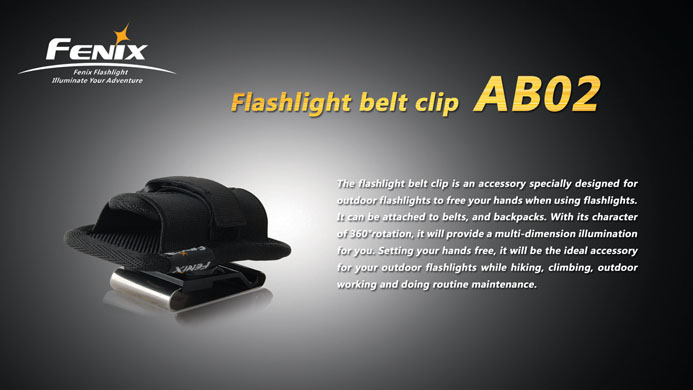 FENIX
Fenix Flashlight
Illuminate Your Adventure
Flashlight belt clip AB02
The flashlight belt clip is an accessory specially designed for
outdoor flashlights to free your hands when using flashlights.
It can be attached to belts, and backpacks. With its character
of 360°rotation, it will provide a multi-dimension illumination
for you. Setting your hands free, it will be the ideal accessory
for your outdoor flashlights while hiking, climbing, outdoor
working and doing routine maintenance.
FENIX